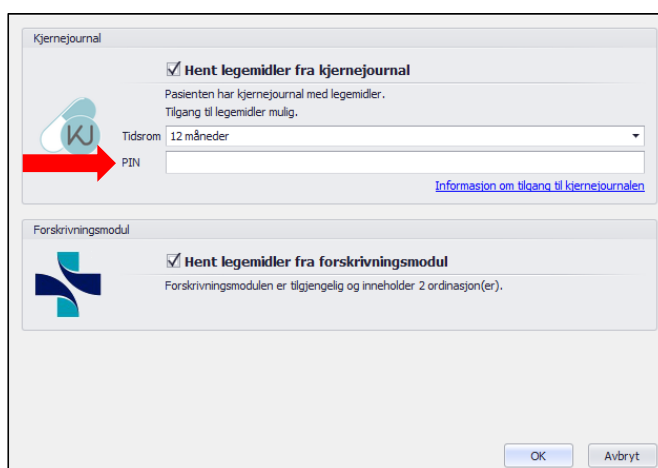 Kjernejournal
Hent legemidler fra kjernejournal
Pasienten har kjernejournal med legemidler.
Tilgang til legemidler mulig.
KJ
Tidsrom 12 måneder
PIN
Informasjon om tilgang til kjernejournalen
Forskrivningsmodul
Hent legemidler fra forskrivningsmodul
Forskrivningsmodulen er tilgjengelig og inneholder 2 ordinasjon(er).
OK Avbryt